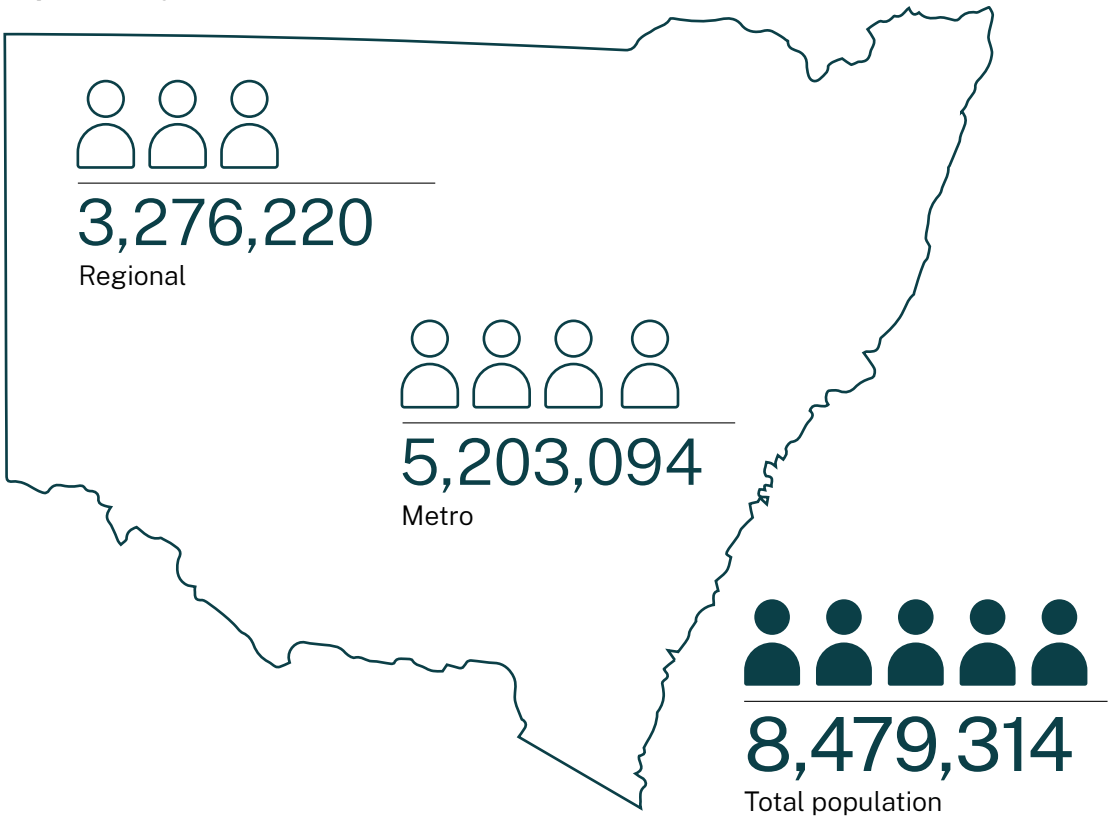 3,276,220
Regional
5,203,094
Metro
8,479,314
Total population